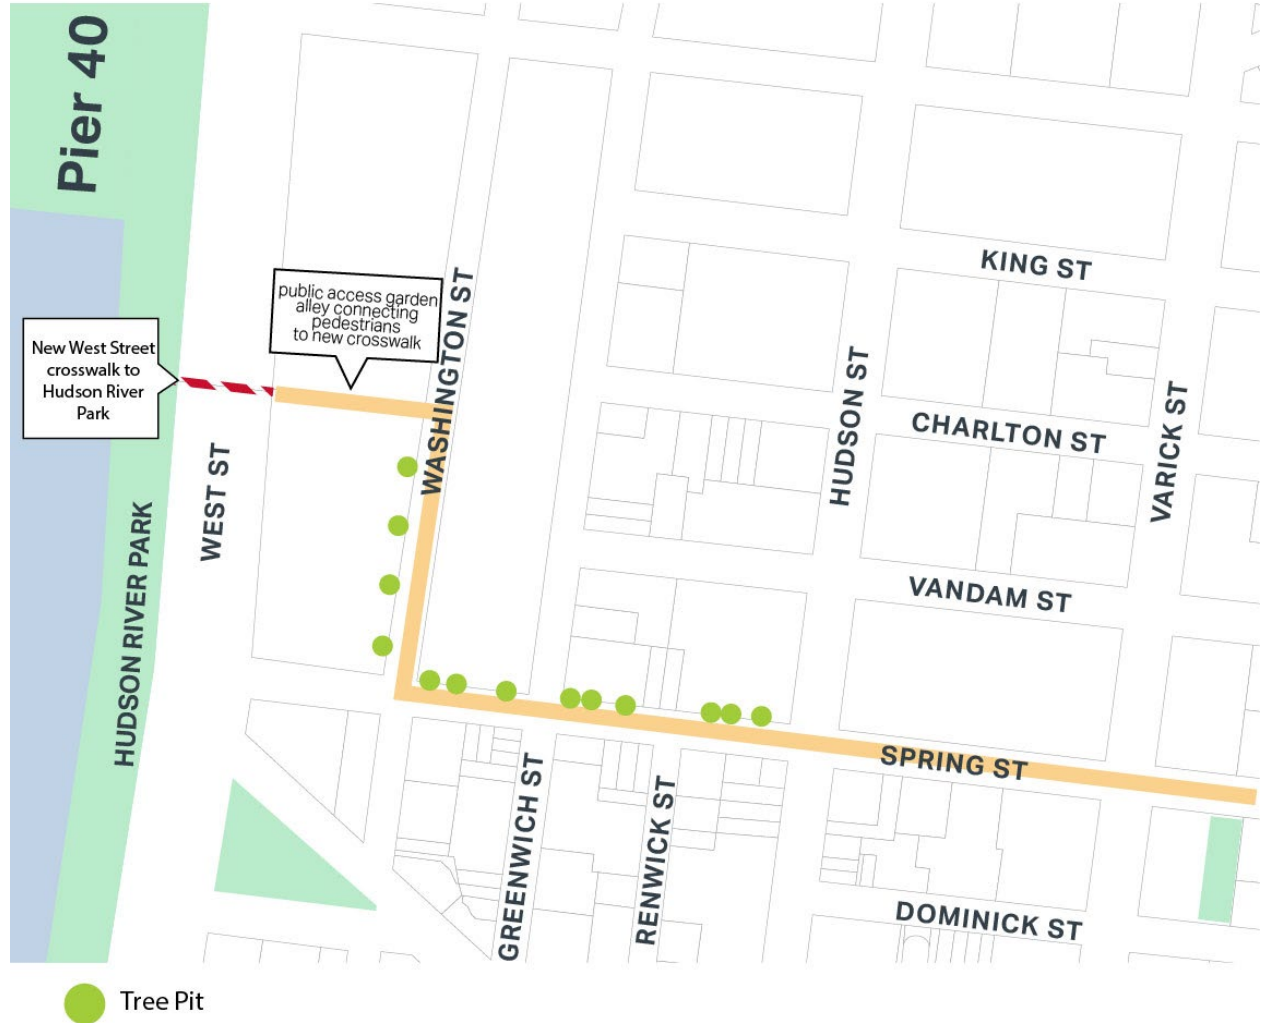 Pier 40
KING ST
public access garden
alley connecting
pedestrians
to new crosswalk
New West Street
crosswalk to
Hudson River
Park
WASHINGTON ST
HUDSON ST
CHARLTON ST
VARICK ST
WEST ST
HUDSON RIVER PARK
VANDAM ST
SPRING ST
GREENWICH ST
RENWICK ST
DOMINICK ST
Tree Pit